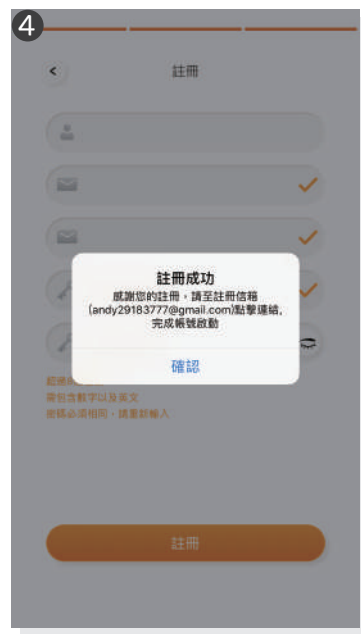 4
註冊
註冊成功
感謝您的註冊,請至註冊信箱
(andy29183777@gmail.com)點擊連結,
完成帳號啟動
確認
需包含數字以及英文
密碼必須相同,請重新輸入
註冊